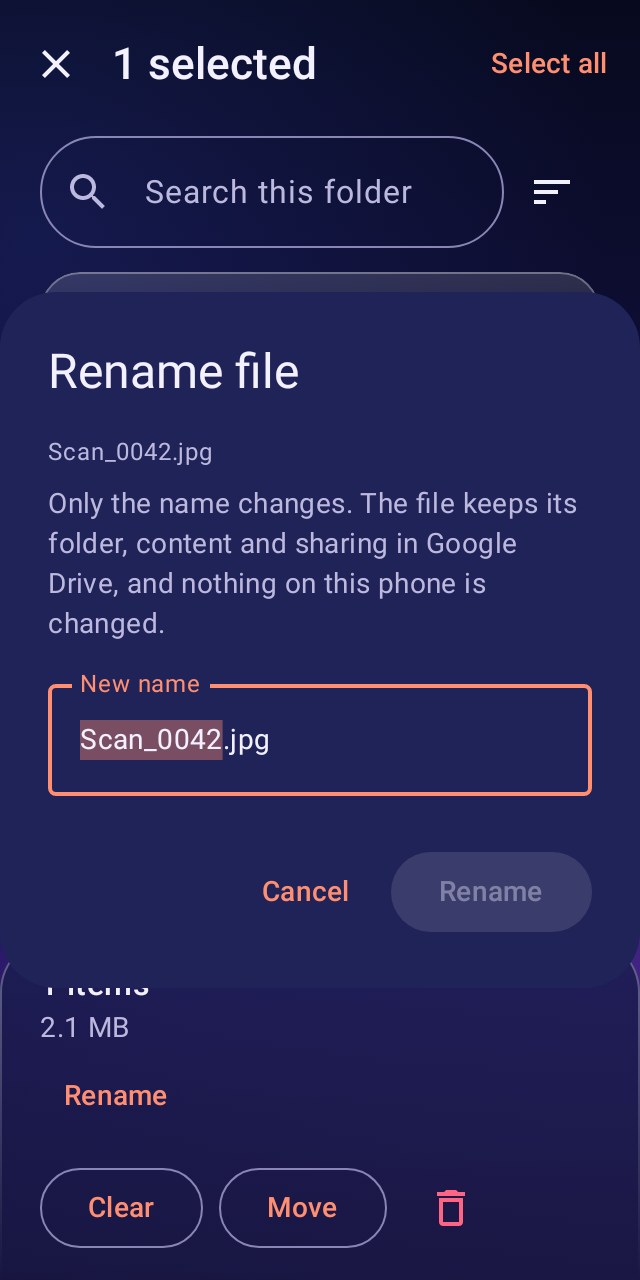 1 selected
Select all
Search this folder
Rename file
Scan_0042.jpg
Only the name changes. The file keeps its
folder, content and sharing in Google
Drive, and nothing on this phone is
changed.
New name
Scan_0042.jpg
Cancel
Rename
1 items
2.1 MB
Rename
Clear
Move